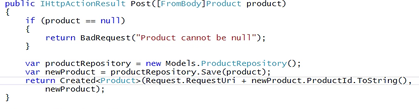 public IHttpActionResult Post([FromBody]Product product)
{
if (product == null)
{
return BadRequest("Product cannot be null");
}
var productRepository = new Models.ProductRepository();
var newProduct = productRepository.Save(product);
return Created<Product>(Request.RequestUri + newProduct.ProductId.ToString(),
newProduct);
}